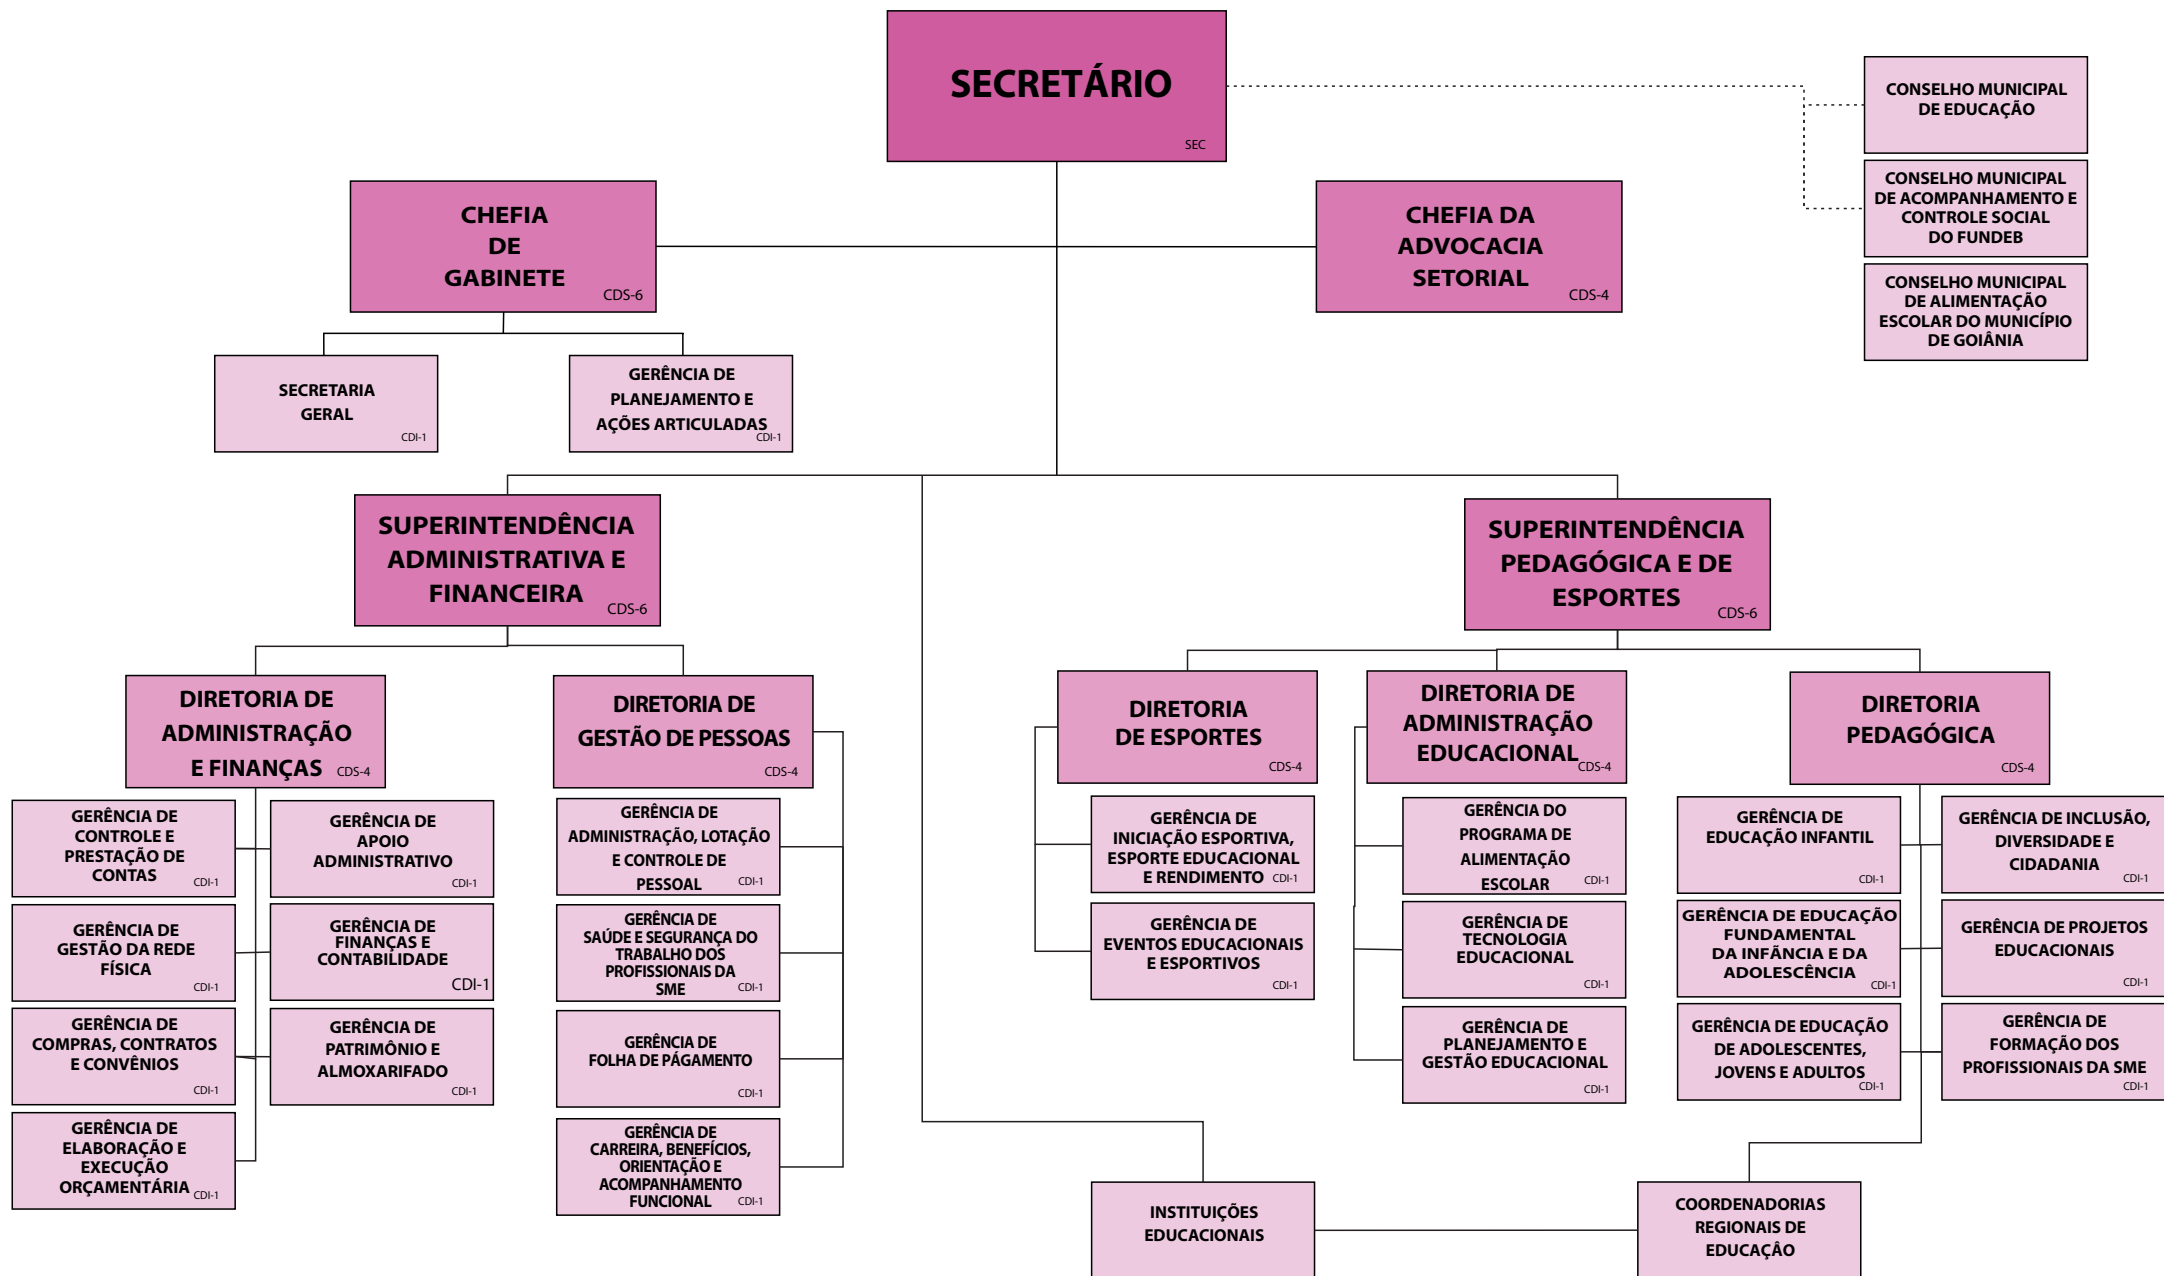 SECRETÁRIO
SEC
CONSELHO MUNICIPAL
DE EDUCAÇÃO
CONSELHO MUNICIPAL
DE ACOMPANHAMENTO E
CONTROLE SOCIAL
DO FUNDEB
CONSELHO MUNICIPAL
DE ALIMENTAÇÃO
ESCOLAR DO MUNICÍPIO
DE GOIÂNIA
CHEFIA
DE
GABINETE
CDS-6
CHEFIA DA
ADVOCACIA
SETORIAL
CDS-4
SECRETARIA
GERAL
CDI-1
GERÊNCIA DE
PLANEJAMENTO E
AÇÕES ARTICULADAS
CDI-1
SUPERINTENDÊNCIA
ADMINISTRATIVA E
FINANCEIRA
CDS-6
SUPERINTENDÊNCIA
PEDAGÓGICA E DE
ESPORTES
CDS-6
DIRETORIA DE
ADMINISTRAÇÃO
E FINANÇAS
CDS-4
DIRETORIA DE
GESTÃO DE PESSOAS
CDS-4
DIRETORIA
DE ESPORTES
CDS-4
DIRETORIA DE
ADMINISTRAÇÃO
EDUCACIONAL
CDS-4
DIRETORIA
PEDAGÓGICA
CDS-4
GERÊNCIA DE
CONTROLE E
PRESTAÇÃO DE
CONTAS
CDI-1
GERÊNCIA DE
APOIO
ADMINISTRATIVO
CDI-1
GERÊNCIA DE
GESTÃO DA REDE
FÍSICA
CDI-1
GERÊNCIA DE
FINANÇAS E
CONTABILIDADE
CDI-1
GERÊNCIA DE
COMPRAS, CONTRATOS
E CONVÊNIOS
CDI-1
GERÊNCIA DE
PATRIMÔNIO E
ALMOXARIFADO
CDI-1
GERÊNCIA DE
ELABORAÇÃO E
EXECUÇÃO
ORÇAMENTÁRIA
CDI-1
GERÊNCIA DE
ADMINISTRAÇÃO, LOTAÇÃO
E CONTROLE DE
PESSOAL
CDI-1
GERÊNCIA DE
SAÚDE E SEGURANÇA DO
TRABALHO DOS
PROFISSIONAIS DA
SME
CDI-1
GERÊNCIA DE
FOLHA DE PÁGAMENTO
CDI-1
GERÊNCIA DE
CARREIRA, BENEFÍCIOS,
ORIENTAÇÃO E
ACOMPANHAMENTO
FUNCIONAL
CDI-1
GERÊNCIA DE
INICIAÇÃO ESPORTIVA,
ESPORTE EDUCACIONAL
E RENDIMENTO
CDI-1
GERÊNCIA DE
EVENTOS EDUCACIONAIS
E ESPORTIVOS
CDI-1
GERÊNCIA DO
PROGRAMA DE
ALIMENTAÇÃO
ESCOLAR
CDI-1
GERÊNCIA DE
TECNOLOGIA
EDUCACIONAL
CDI-1
GERÊNCIA DE
PLANEJAMENTO E
GESTÃO EDUCACIONAL
CDI-1
GERÊNCIA DE
EDUCAÇÃO INFANTIL
CDI-1
GERÊNCIA DE INCLUSÃO,
DIVERSIDADE E
CIDADANIA
CDI-1
GERÊNCIA DE EDUCAÇÃO
FUNDAMENTAL
DA INFÂNCIA E DA
ADOLESCÊNCIA
CDI-1
GERÊNCIA DE PROJETOS
EDUCACIONAIS
CDI-1
GERÊNCIA DE EDUCAÇÃO
DE ADOLESCENTES,
JOVENS E ADULTOS
CDI-1
GERÊNCIA DE
FORMAÇÃO DOS
PROFISSIONAIS DA SME
CDI-1
INSTITUIÇÕES
EDUCACIONAIS
COORDENADORIAS
REGIONAIS DE
EDUCAÇÂO